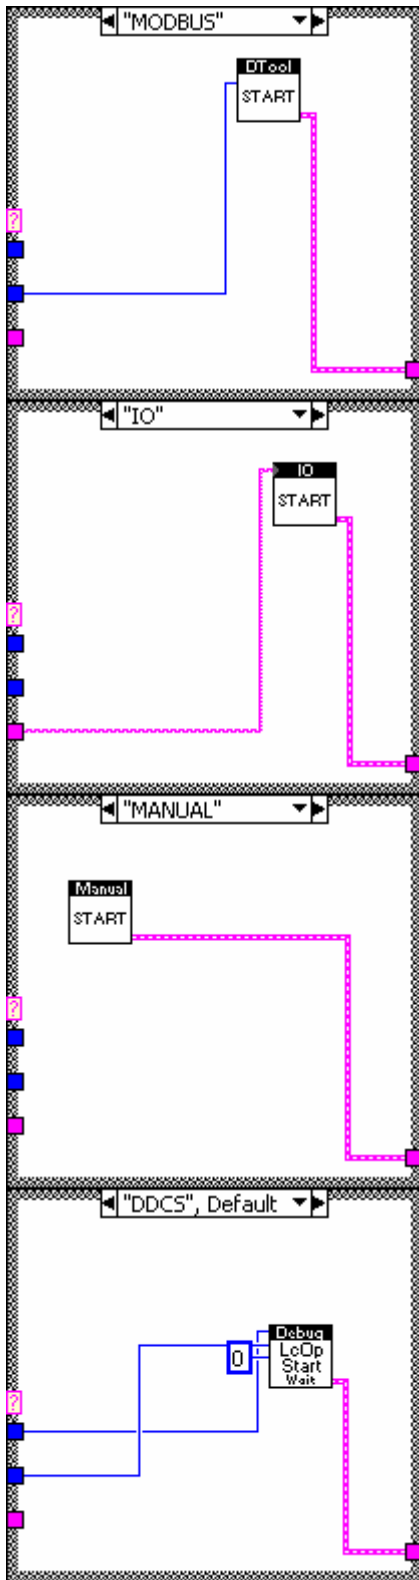 "MODBUS"
DTool
START
?
"IO"
IO
START
?
"MANUAL"
Manual
START
?
"DDCS", Default
Debug
LcOp
Start
Wait
0
?